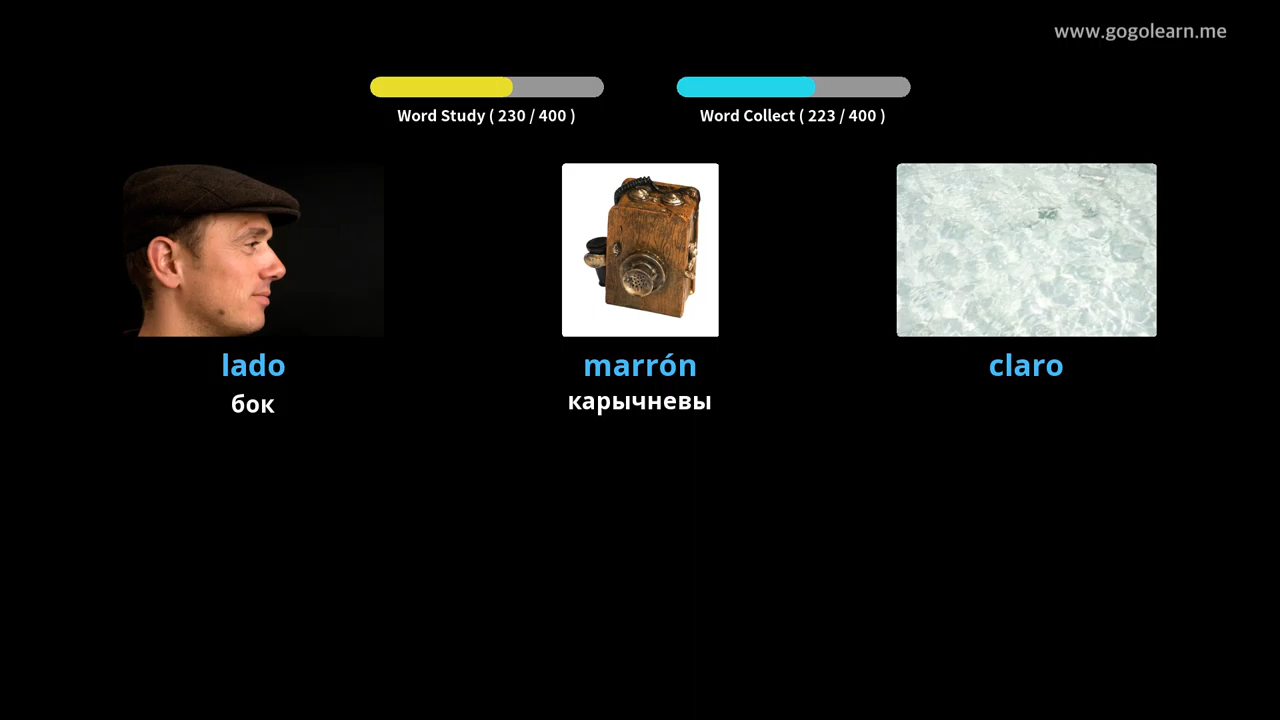 www.gogolearn.me
Word Study ( 230 / 400 )
Word Collect ( 223 / 400 )
lado
marrón
claro
бок
карычневы